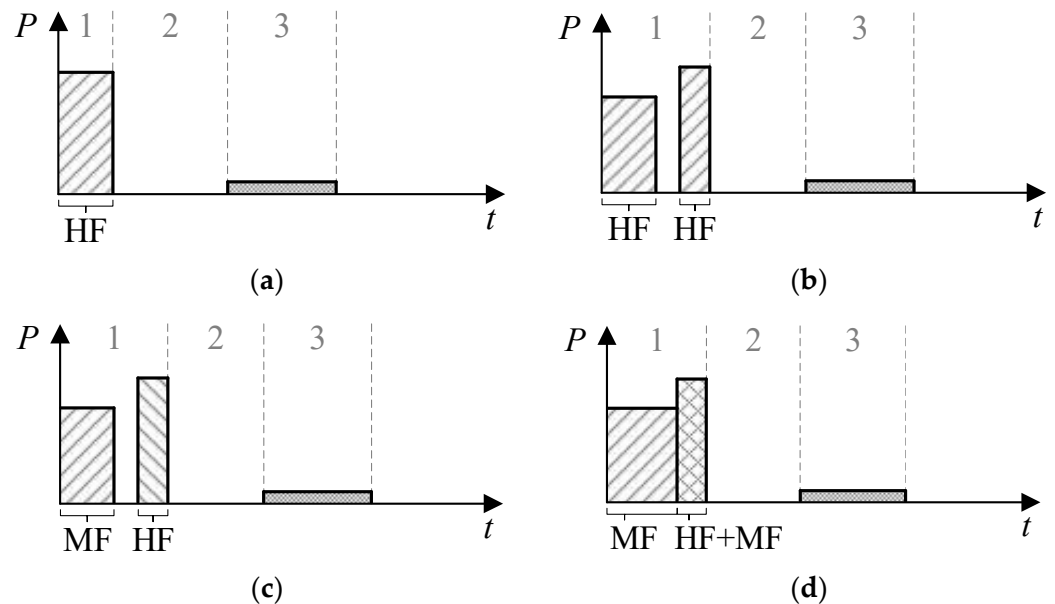 P 1 2 3
t
HF
(a)
P 1 2 3
t
HF HF
(b)
P 1 2 3
t
MF HF
(c)
P 1 2 3
t
MF HF+MF
(d)